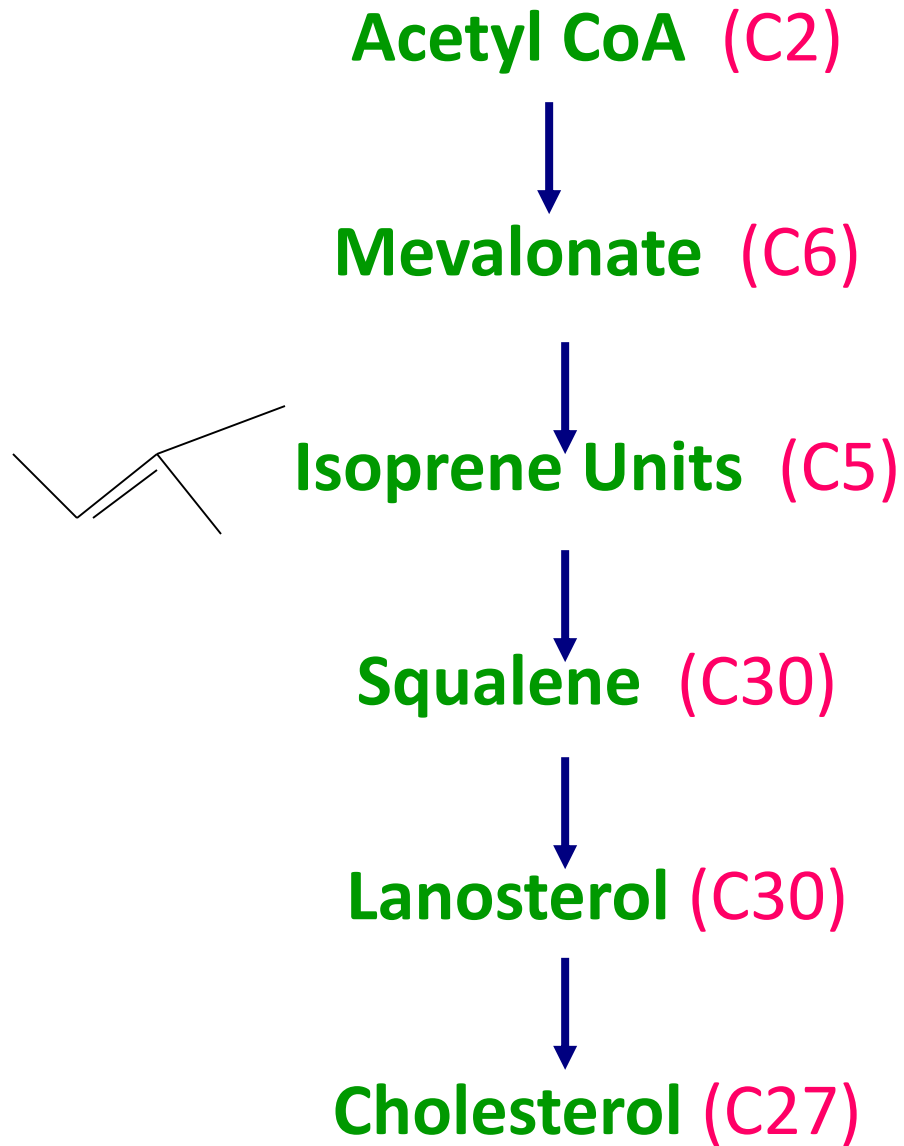 Acetyl CoA (C2)
Mevalonate (C6)
Isoprene Units (C5)
Squalene (C30)
Lanosterol (C30)
Cholesterol (C27)